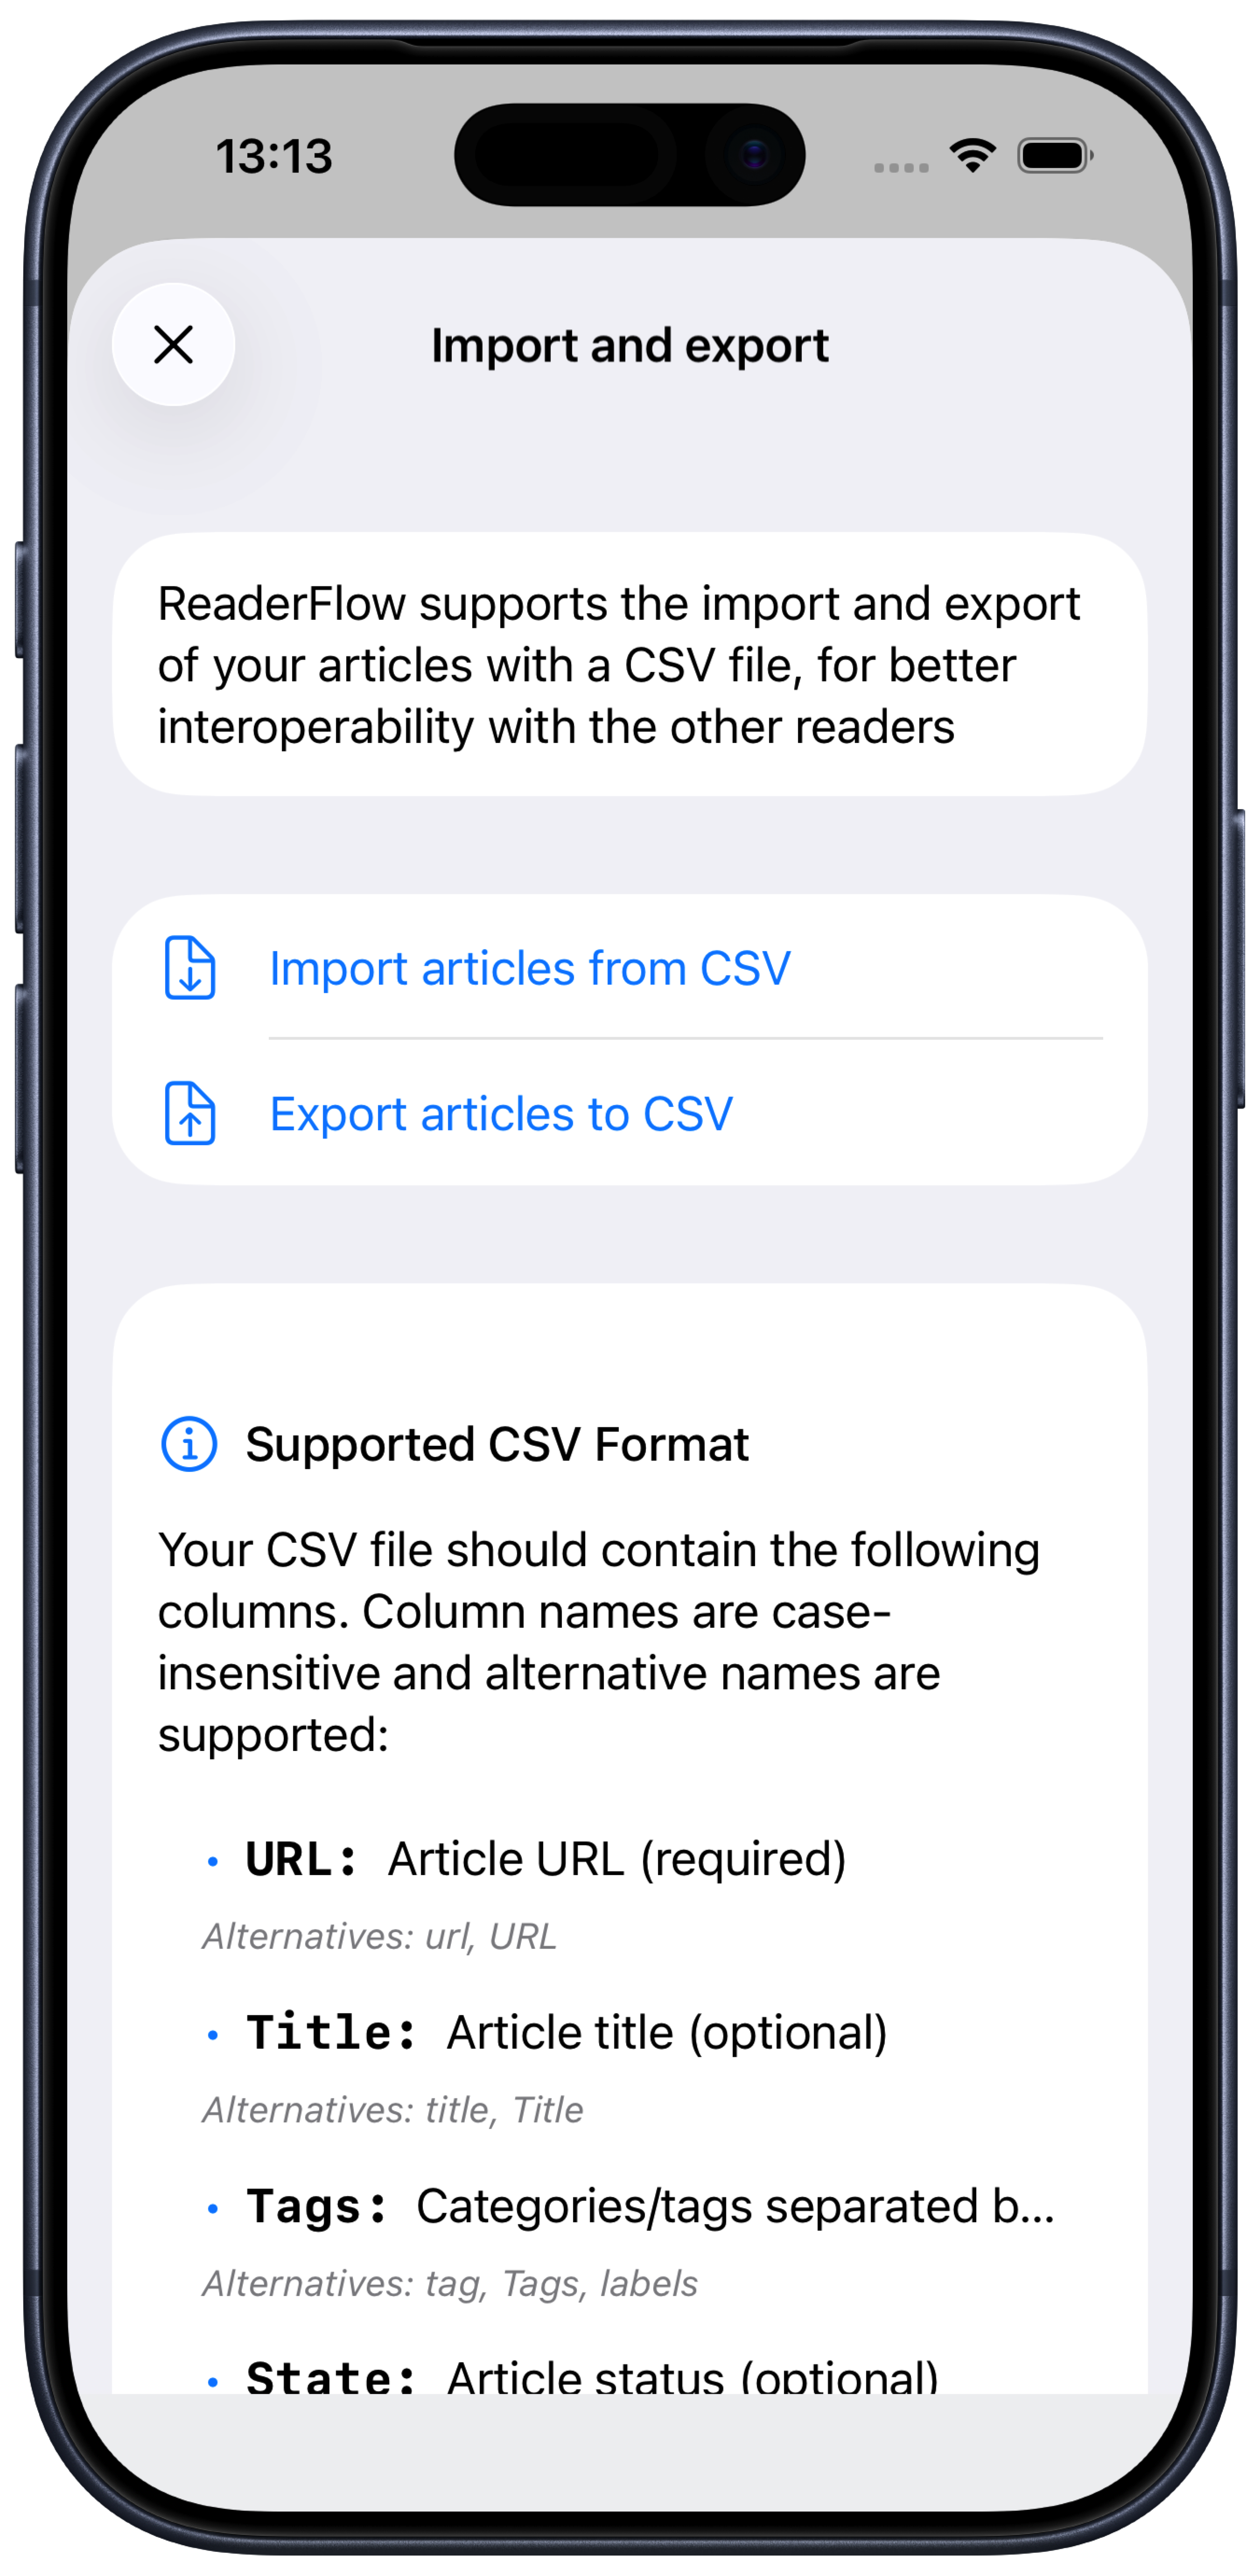 13:13
Import and export
ReaderFlow supports the import and export
of your articles with a CSV file, for better
interoperability with the other readers
Import articles from CSV
Export articles to CSV
Supported CSV Format
Your CSV file should contain the following
columns. Column names are case-
insensitive and alternative names are
supported:
• URL: Article URL (required)
Alternatives: url, URL
• Title: Article title (optional)
Alternatives: title, Title
• Tags: Categories/tags separated b...
Alternatives: tag, Tags, labels
• State: Article status (optional)